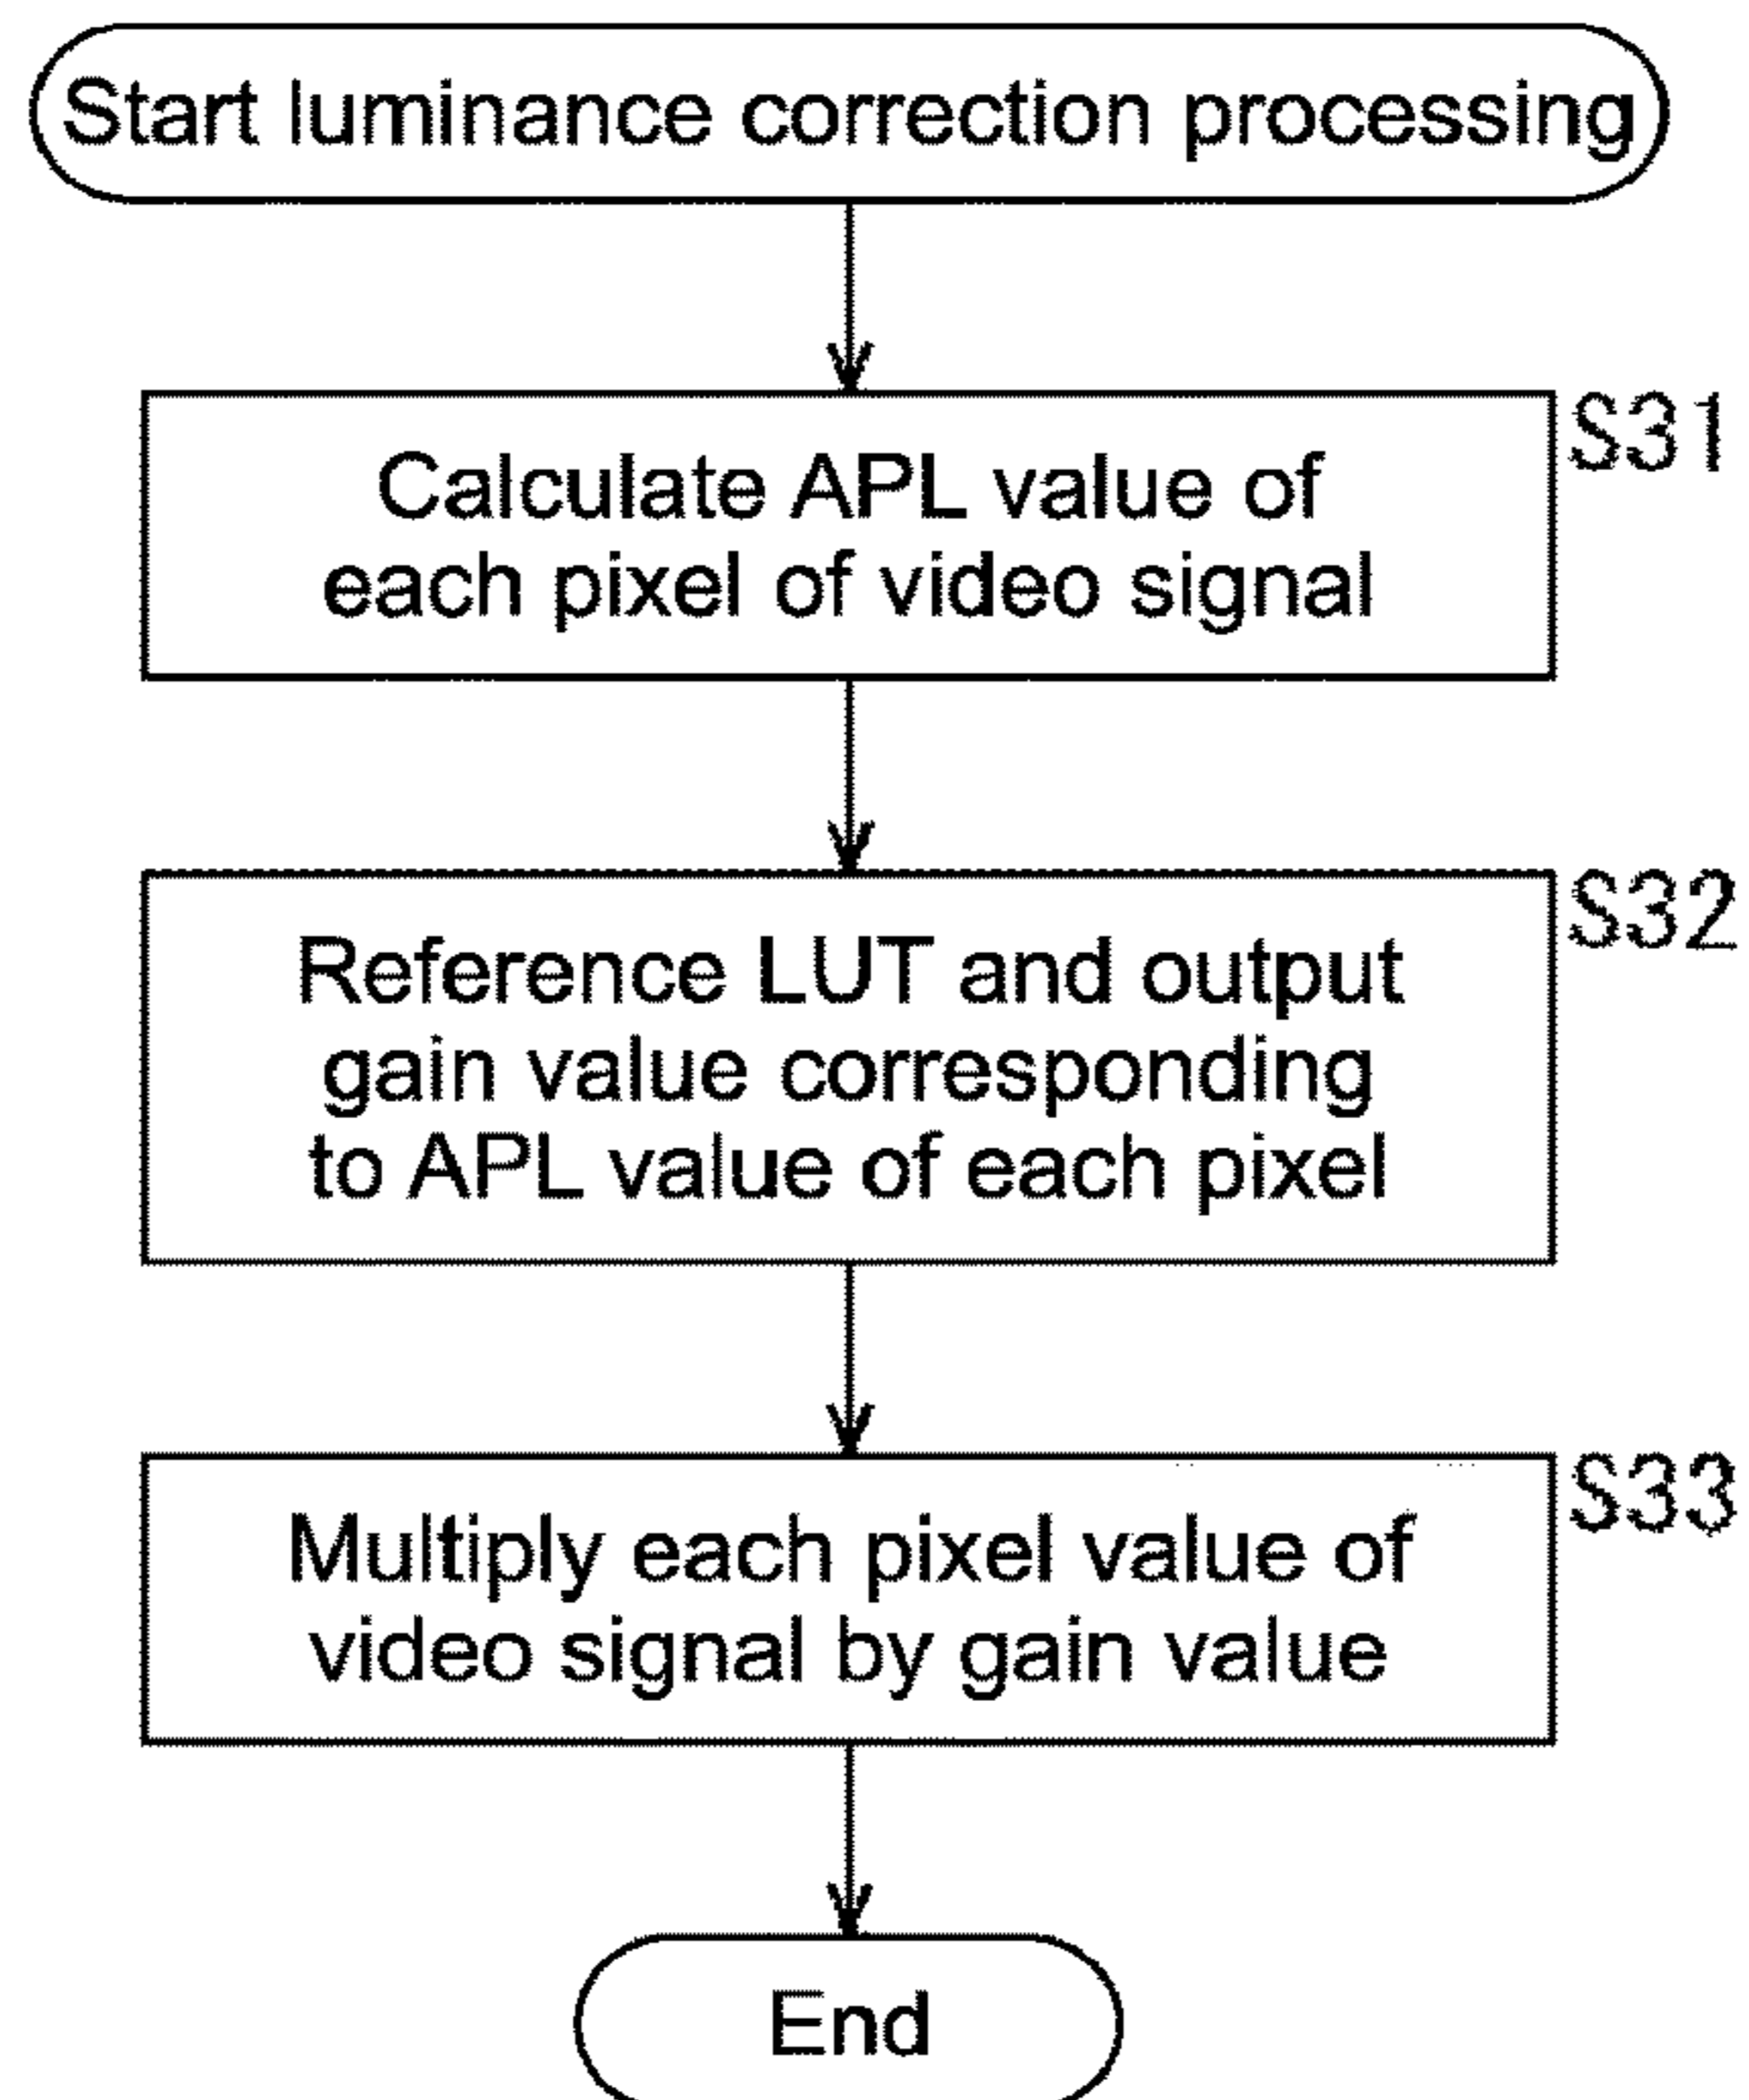 Start luminance correction processing
S31
Calculate APL value of
each pixel of video signal
S32
Reference LUT and output
gain value corresponding
to APL value of each pixel
S33
Multiply each pixel value of
video signal by gain value
End